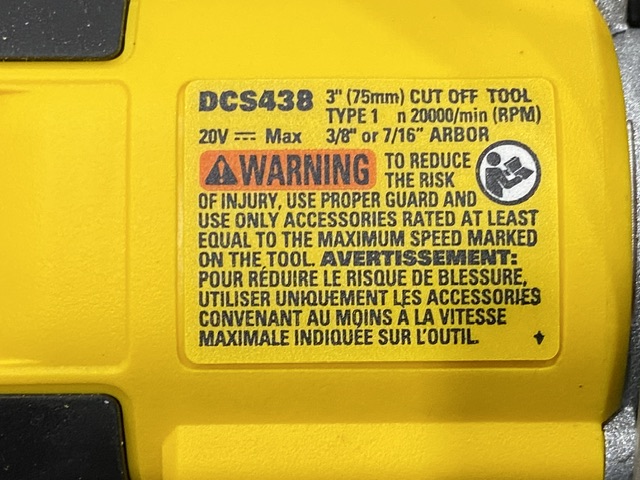 DCS438 3" (75mm) CUT OFF TOOL
TYPE 1 n 20000/min (RPM)
20V ⎓ Max 3/8" or 7/16" ARBOR
⚠WARNING TO REDUCE
THE RISK
OF INJURY, USE PROPER GUARD AND
USE ONLY ACCESSORIES RATED AT LEAST
EQUAL TO THE MAXIMUM SPEED MARKED
ON THE TOOL. AVERTISSEMENT:
POUR RÉDUIRE LE RISQUE DE BLESSURE,
UTILISER UNIQUEMENT LES ACCESSORIES
CONVENANT AU MOINS À LA VITESSE
MAXIMALE INDIQUÉE SUR L'OUTIL.